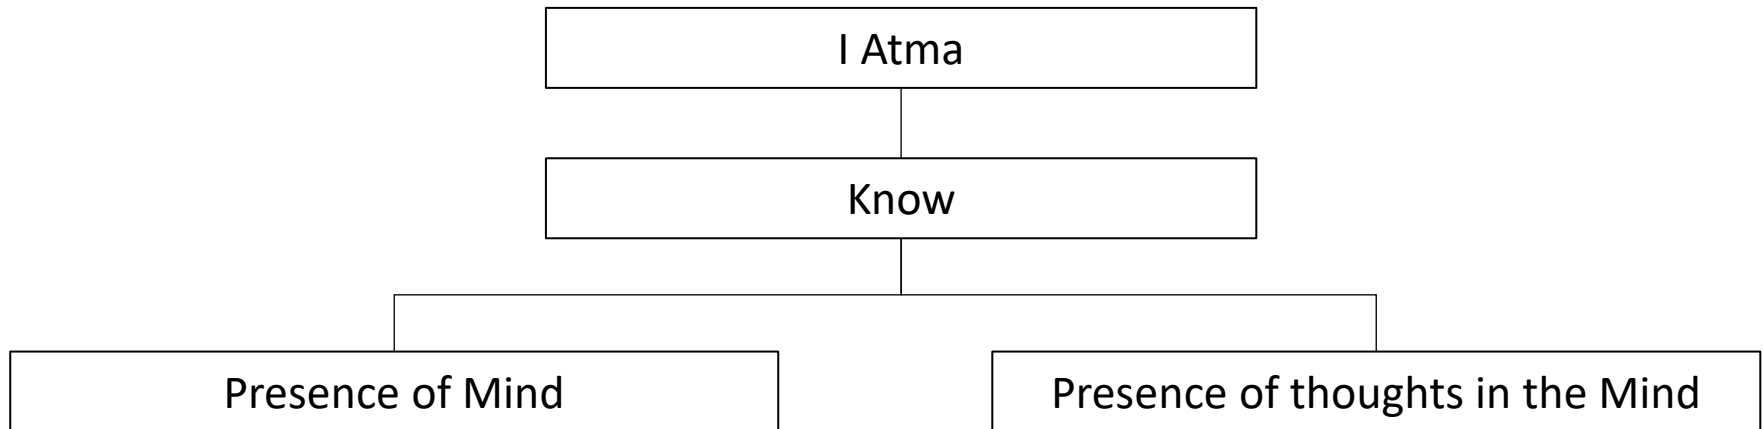 I Atma
Know
Presence of Mind
Presence of thoughts in the Mind